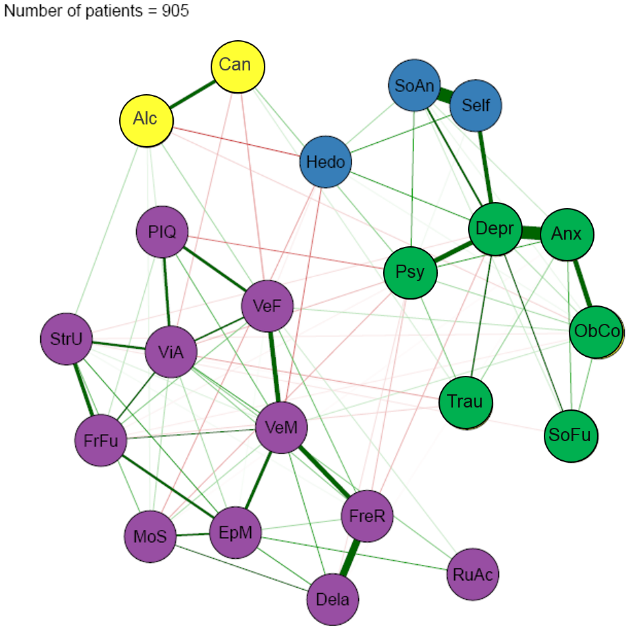 Number of patients = 905
Can
SoAn
Self
Alc
Hedo
PIQ
Depr
Anx
Psy
VeF
ObCo
StrU
ViA
Trau
VeM
SoFu
FrFu
FreR
MoS
EpM
RuAc
Dela